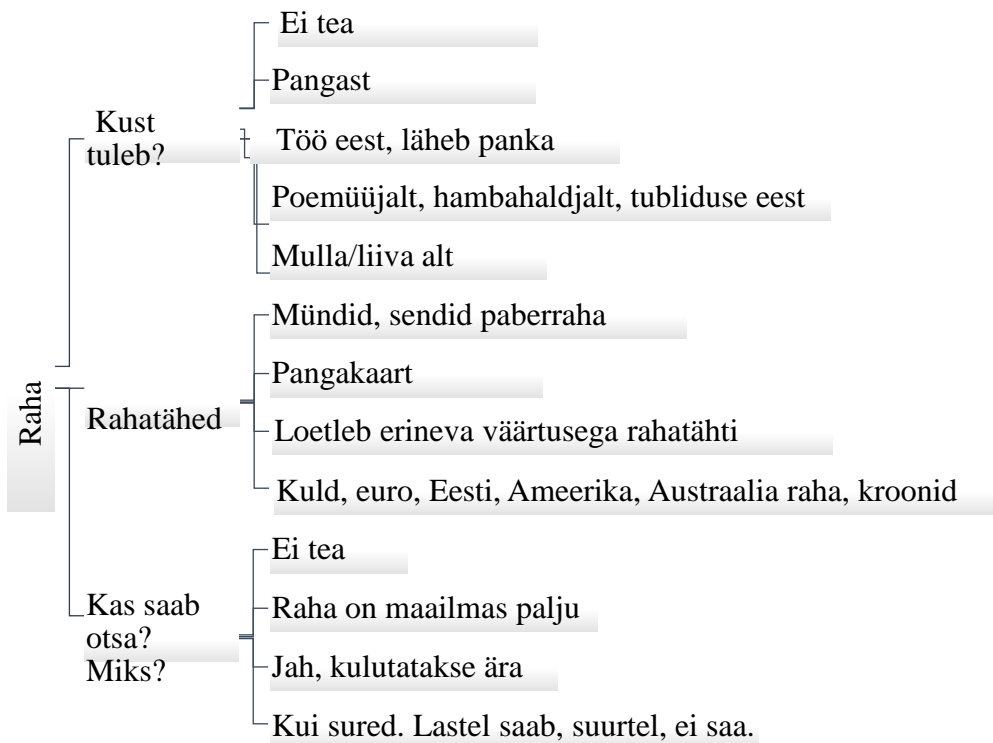 Raha
Kust
tuleb?
Ei tea
Pangast
Töö eest, läheb panka
Poemüüjalt, hambahaldjalt, tubliduse eest
Mulla/liiva alt
Rahatähed
Mündid, sendid paberraha
Pangakaart
Loetleb erineva väärtusega rahatähti
Kuld, euro, Eesti, Ameerika, Austraalia raha, kroonid
Kas saab
otsa?
Miks?
Ei tea
Raha on maailmas palju
Jah, kulutatakse ära
Kui sured. Lastel saab, suurtel, ei saa.